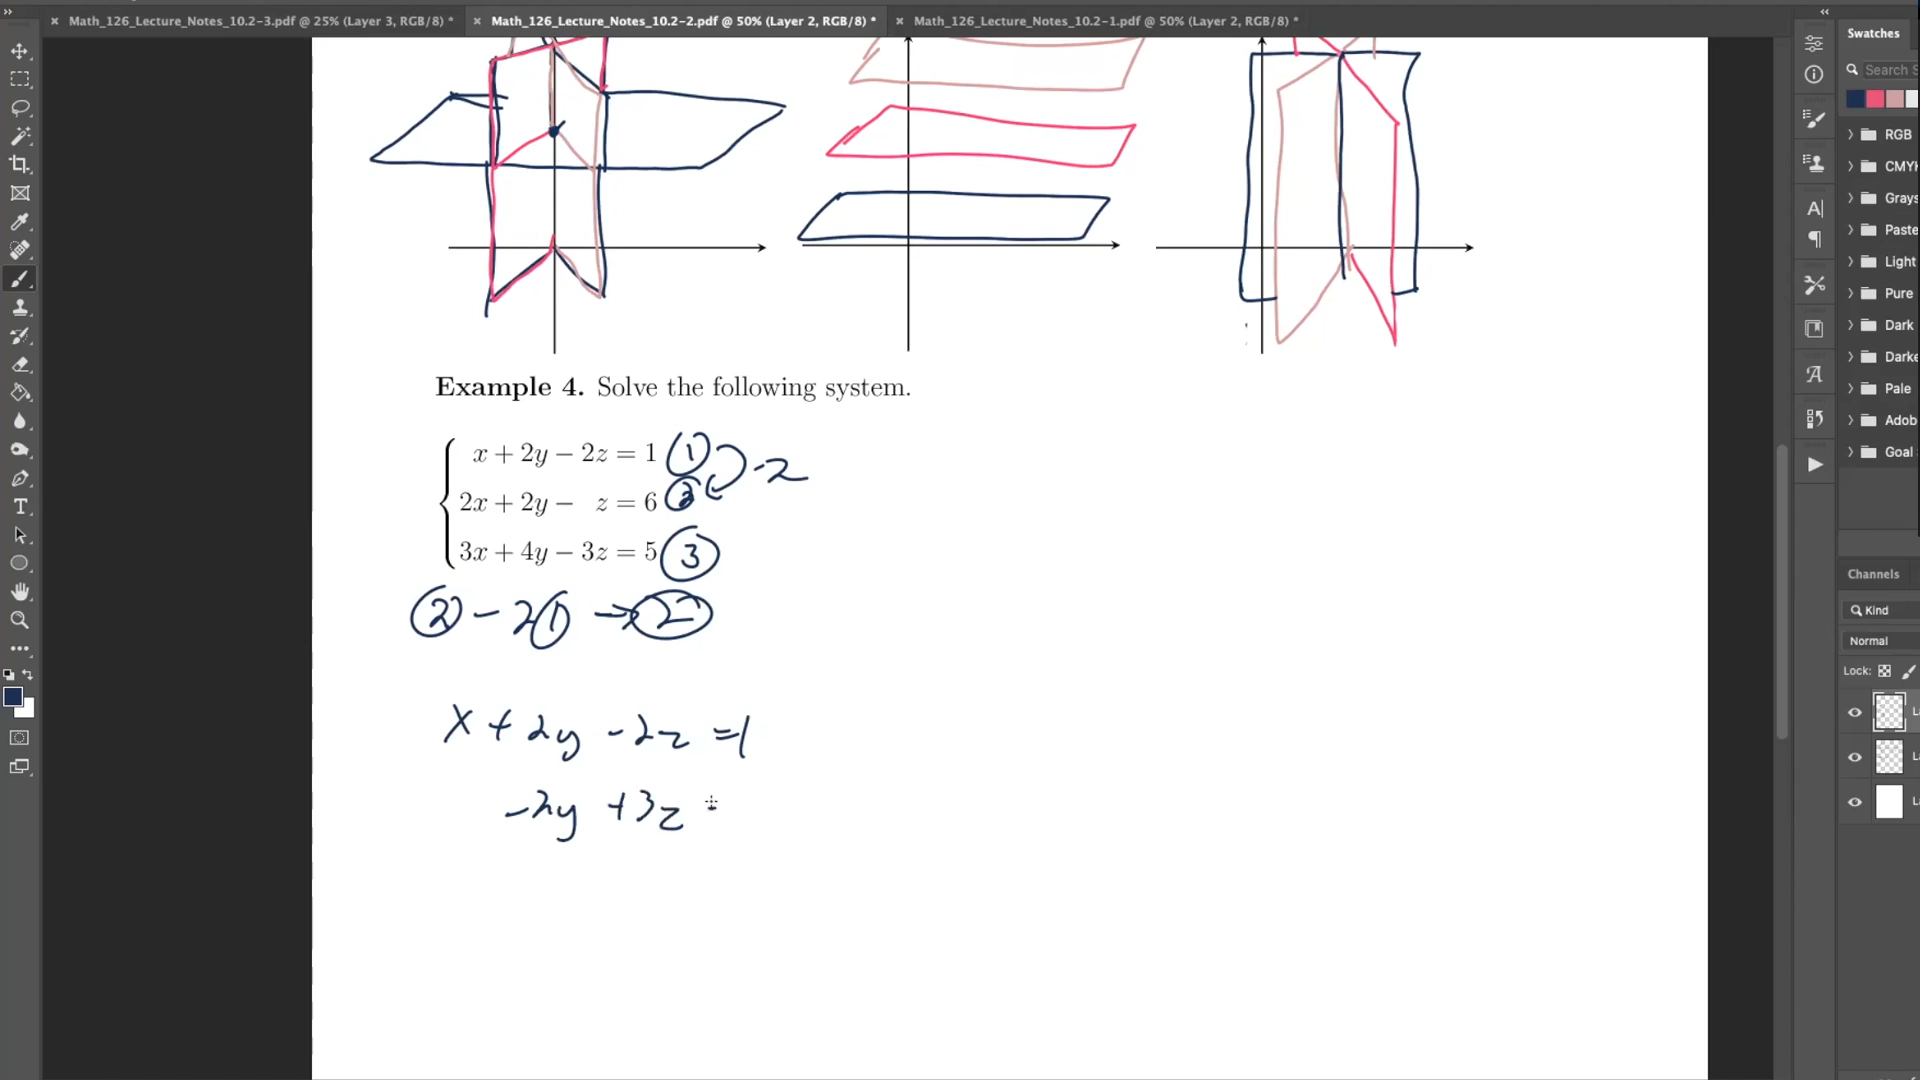 Math_126_Lecture_Notes_10.2-3.pdf @ 25% (Layer 3, RGB/8) *
Math_126_Lecture_Notes_10.2-2.pdf @ 50% (Layer 2, RGB/8) *
Math_126_Lecture_Notes_10.2-1.pdf @ 50% (Layer 2, RGB/8) *
Swatches
Search S
RGB
CMYK
Grays
Paste
Light
Pure
Dark
Darke
Pale
Adob
Goal
Channels
Kind
Normal
Lock:
Example 4. Solve the following system.
x + 2y − 2z = 1 ① -2
2x + 2y − z = 6 ②
3x + 4y − 3z = 5 ③
② - 2① → ②
x + 2y - 2z = 1
-2y + 3z